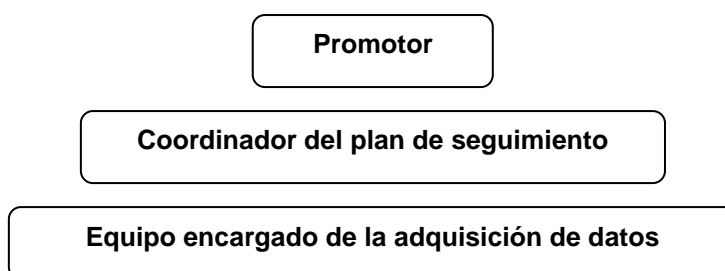 Promotor
Coordinador del plan de seguimiento
Equipo encargado de la adquisición de datos